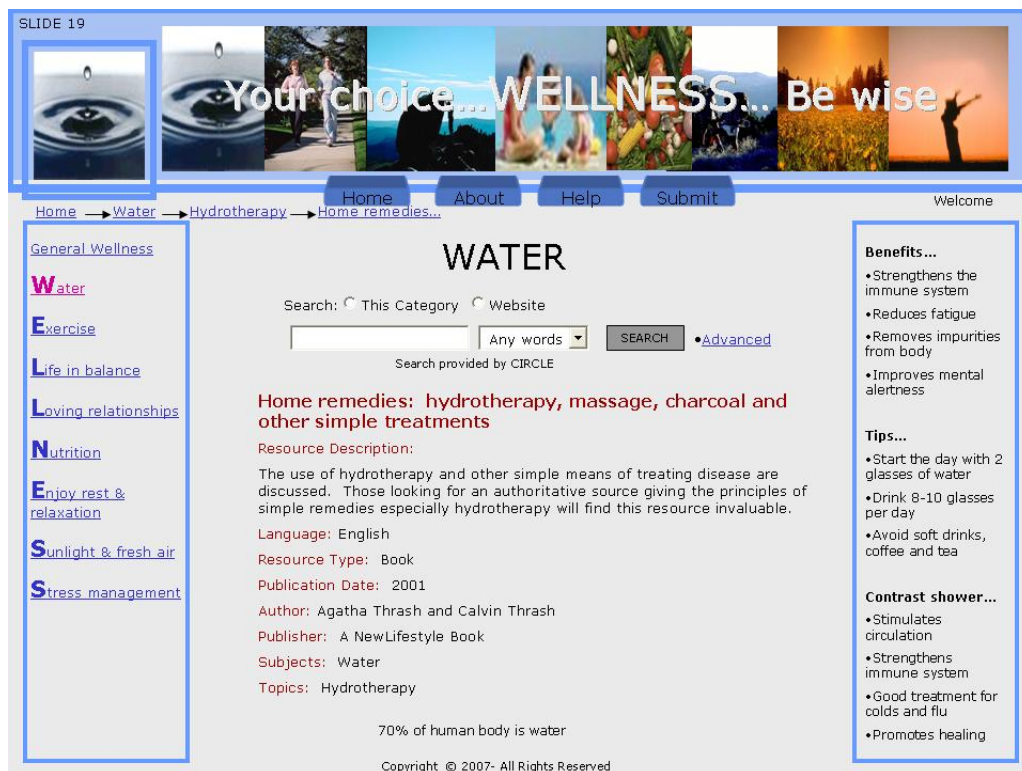 SLIDE 19
Your choice...WELLNESS... Be wise
Home About Help Submit
Welcome
Home Water Hydrotherapy Home remedies...
General Wellness
Water
Exercise
Life in balance
Loving relationships
Nutrition
Enjoy rest &
relaxation
Sunlight & fresh air
Stress management
WATER
Search: This Category Website
Any words SEARCH •Advanced
Search provided by CIRCLE
Home remedies: hydrotherapy, massage, charcoal and
other simple treatments
Resource Description:
The use of hydrotherapy and other simple means of treating disease are
discussed. Those looking for an authoritative source giving the principles of
simple remedies especially hydrotherapy will find this resource invaluable.
Language: English
Resource Type: Book
Publication Date: 2001
Author: Agatha Thrash and Calvin Thrash
Publisher: A NewLifestyle Book
Subjects: Water
Topics: Hydrotherapy
70% of human body is water
Copyright © 2007- All Rights Reserved
Benefits...
•Strengthens the
immune system
•Reduces fatigue
•Removes impurities
from body
•Improves mental
alertness
Tips...
•Start the day with 2
glasses of water
•Drink 8-10 glasses
per day
•Avoid soft drinks,
coffee and tea
Contrast shower...
•Stimulates
circulation
•Strengthens
immune system
•Good treatment for
colds and flu
•Promotes healing